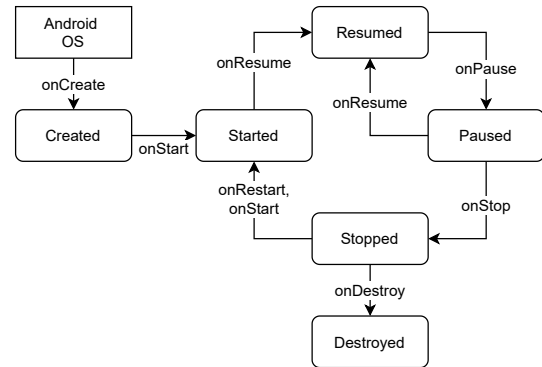 Android
OS
Resumed
onResume
onPause
onCreate
onResume
Created
Started
Paused
onStart
onRestart,
onStart
onStop
Stopped
onDestroy
Destroyed